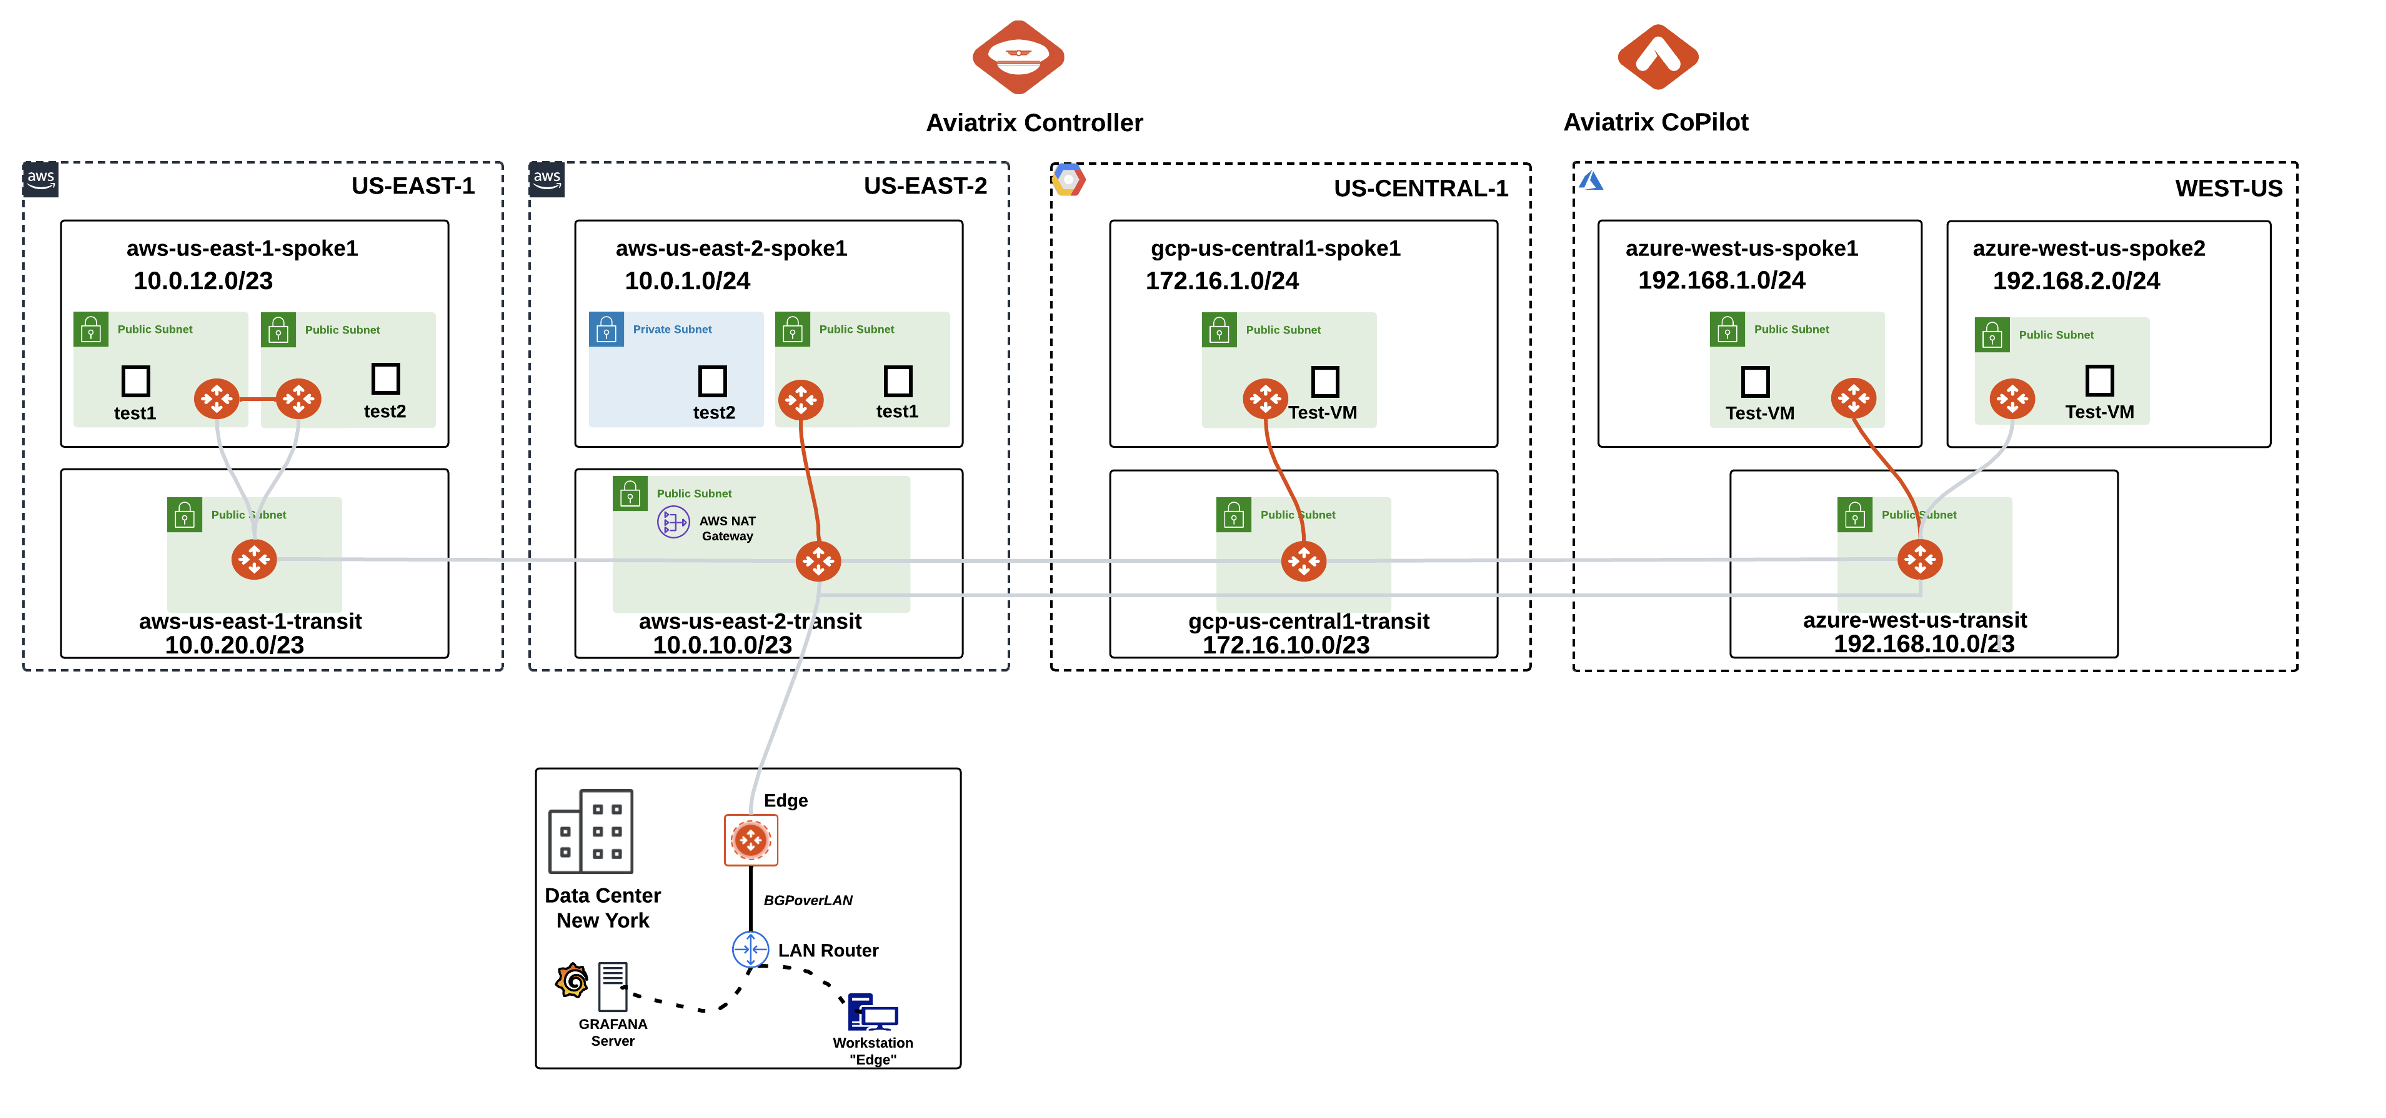 Aviatrix Controller
Aviatrix CoPilot
aws
US-EAST-1
aws-us-east-1-spoke1
10.0.12.0/23
Public Subnet
Public Subnet
test1
test2
Public Subnet
aws-us-east-1-transit
10.0.20.0/23
aws
US-EAST-2
aws-us-east-2-spoke1
10.0.1.0/24
Private Subnet
Public Subnet
test2
test1
Public Subnet
AWS NAT
Gateway
aws-us-east-2-transit
10.0.10.0/23
US-CENTRAL-1
gcp-us-central1-spoke1
172.16.1.0/24
Public Subnet
Test-VM
Public Subnet
gcp-us-central1-transit
172.16.10.0/23
WEST-US
azure-west-us-spoke1
192.168.1.0/24
Public Subnet
Test-VM
azure-west-us-spoke2
192.168.2.0/24
Public Subnet
Test-VM
Public Subnet
azure-west-us-transit
192.168.10.0/23
Edge
Data Center
New York
BGPoverLAN
LAN Router
GRAFANA
Server
Workstation
"Edge"